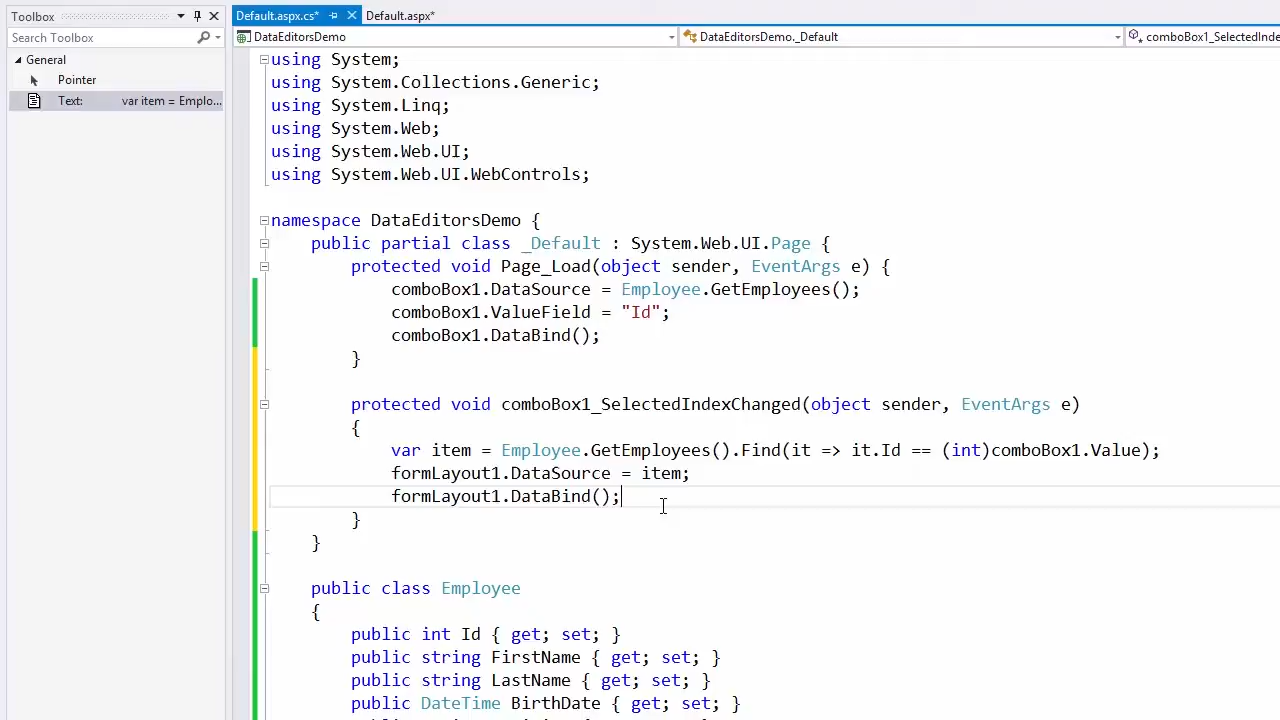 Toolbox
Search Toolbox
General
Pointer
Text: var item = Emplo...
Default.aspx.cs* Default.aspx*
DataEditorsDemo DataEditorsDemo._Default comboBox1_SelectedInde
using System;
using System.Collections.Generic;
using System.Linq;
using System.Web;
using System.Web.UI;
using System.Web.UI.WebControls;
namespace DataEditorsDemo {
public partial class _Default : System.Web.UI.Page {
protected void Page_Load(object sender, EventArgs e) {
comboBox1.DataSource = Employee.GetEmployees();
comboBox1.ValueField = "Id";
comboBox1.DataBind();
}
protected void comboBox1_SelectedIndexChanged(object sender, EventArgs e)
{
var item = Employee.GetEmployees().Find(it => it.Id == (int)comboBox1.Value);
formLayout1.DataSource = item;
formLayout1.DataBind();
}
}
public class Employee
{
public int Id { get; set; }
public string FirstName { get; set; }
public string LastName { get; set; }
public DateTime BirthDate { get; set; }